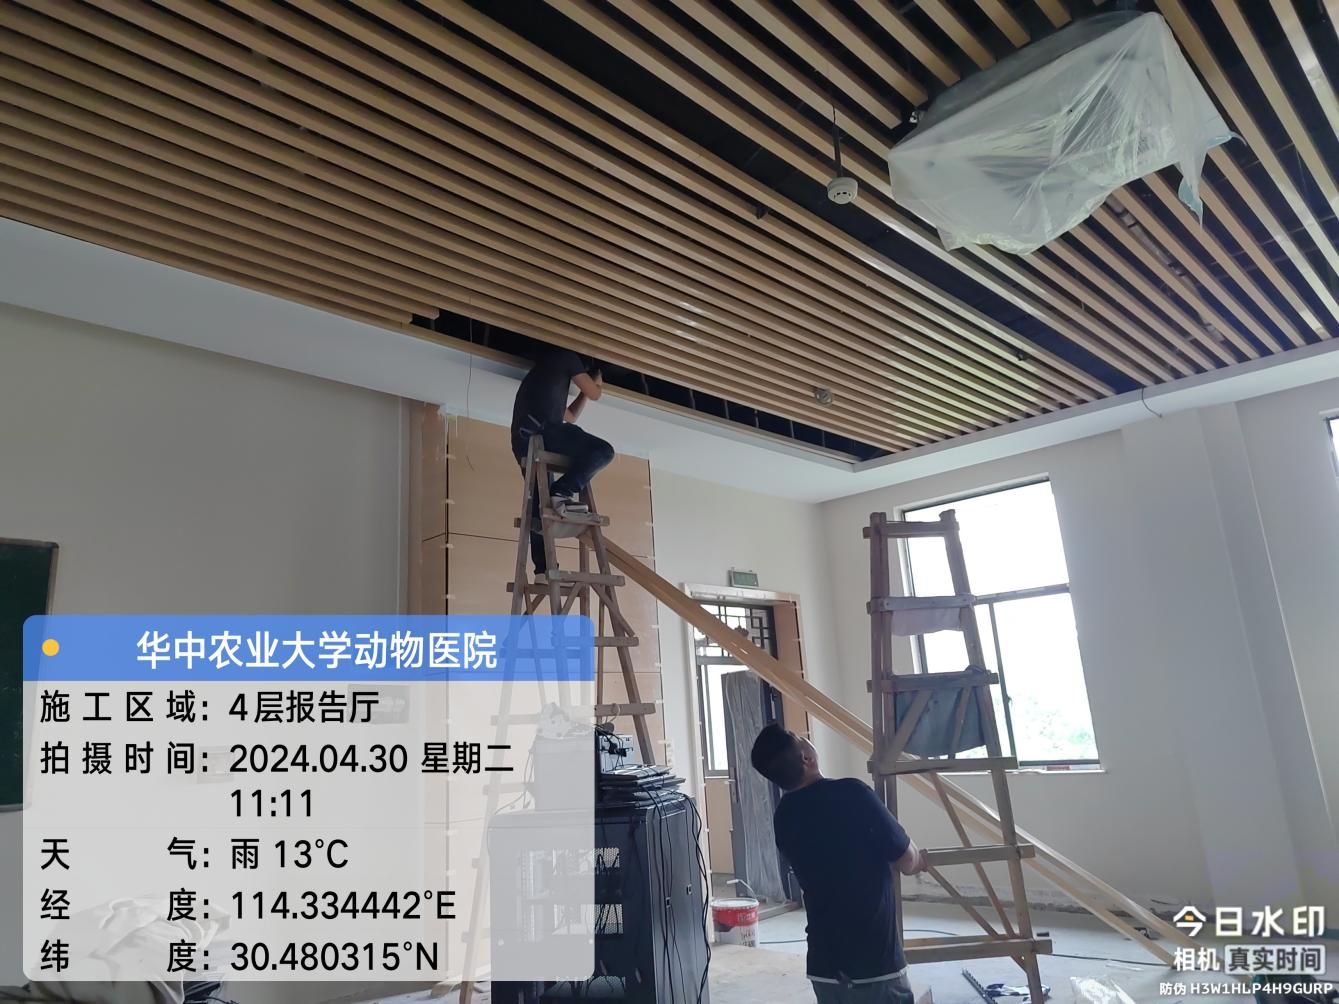 华中农业大学动物医院
施工区域：4层报告厅
拍摄时间：2024.04.30 星期二
11:11
天气：雨 13℃
经度：114.334442°E
纬度：30.480315°N
今日水印
相机 真实时间
防伪 H3W1HLP4H9GURP